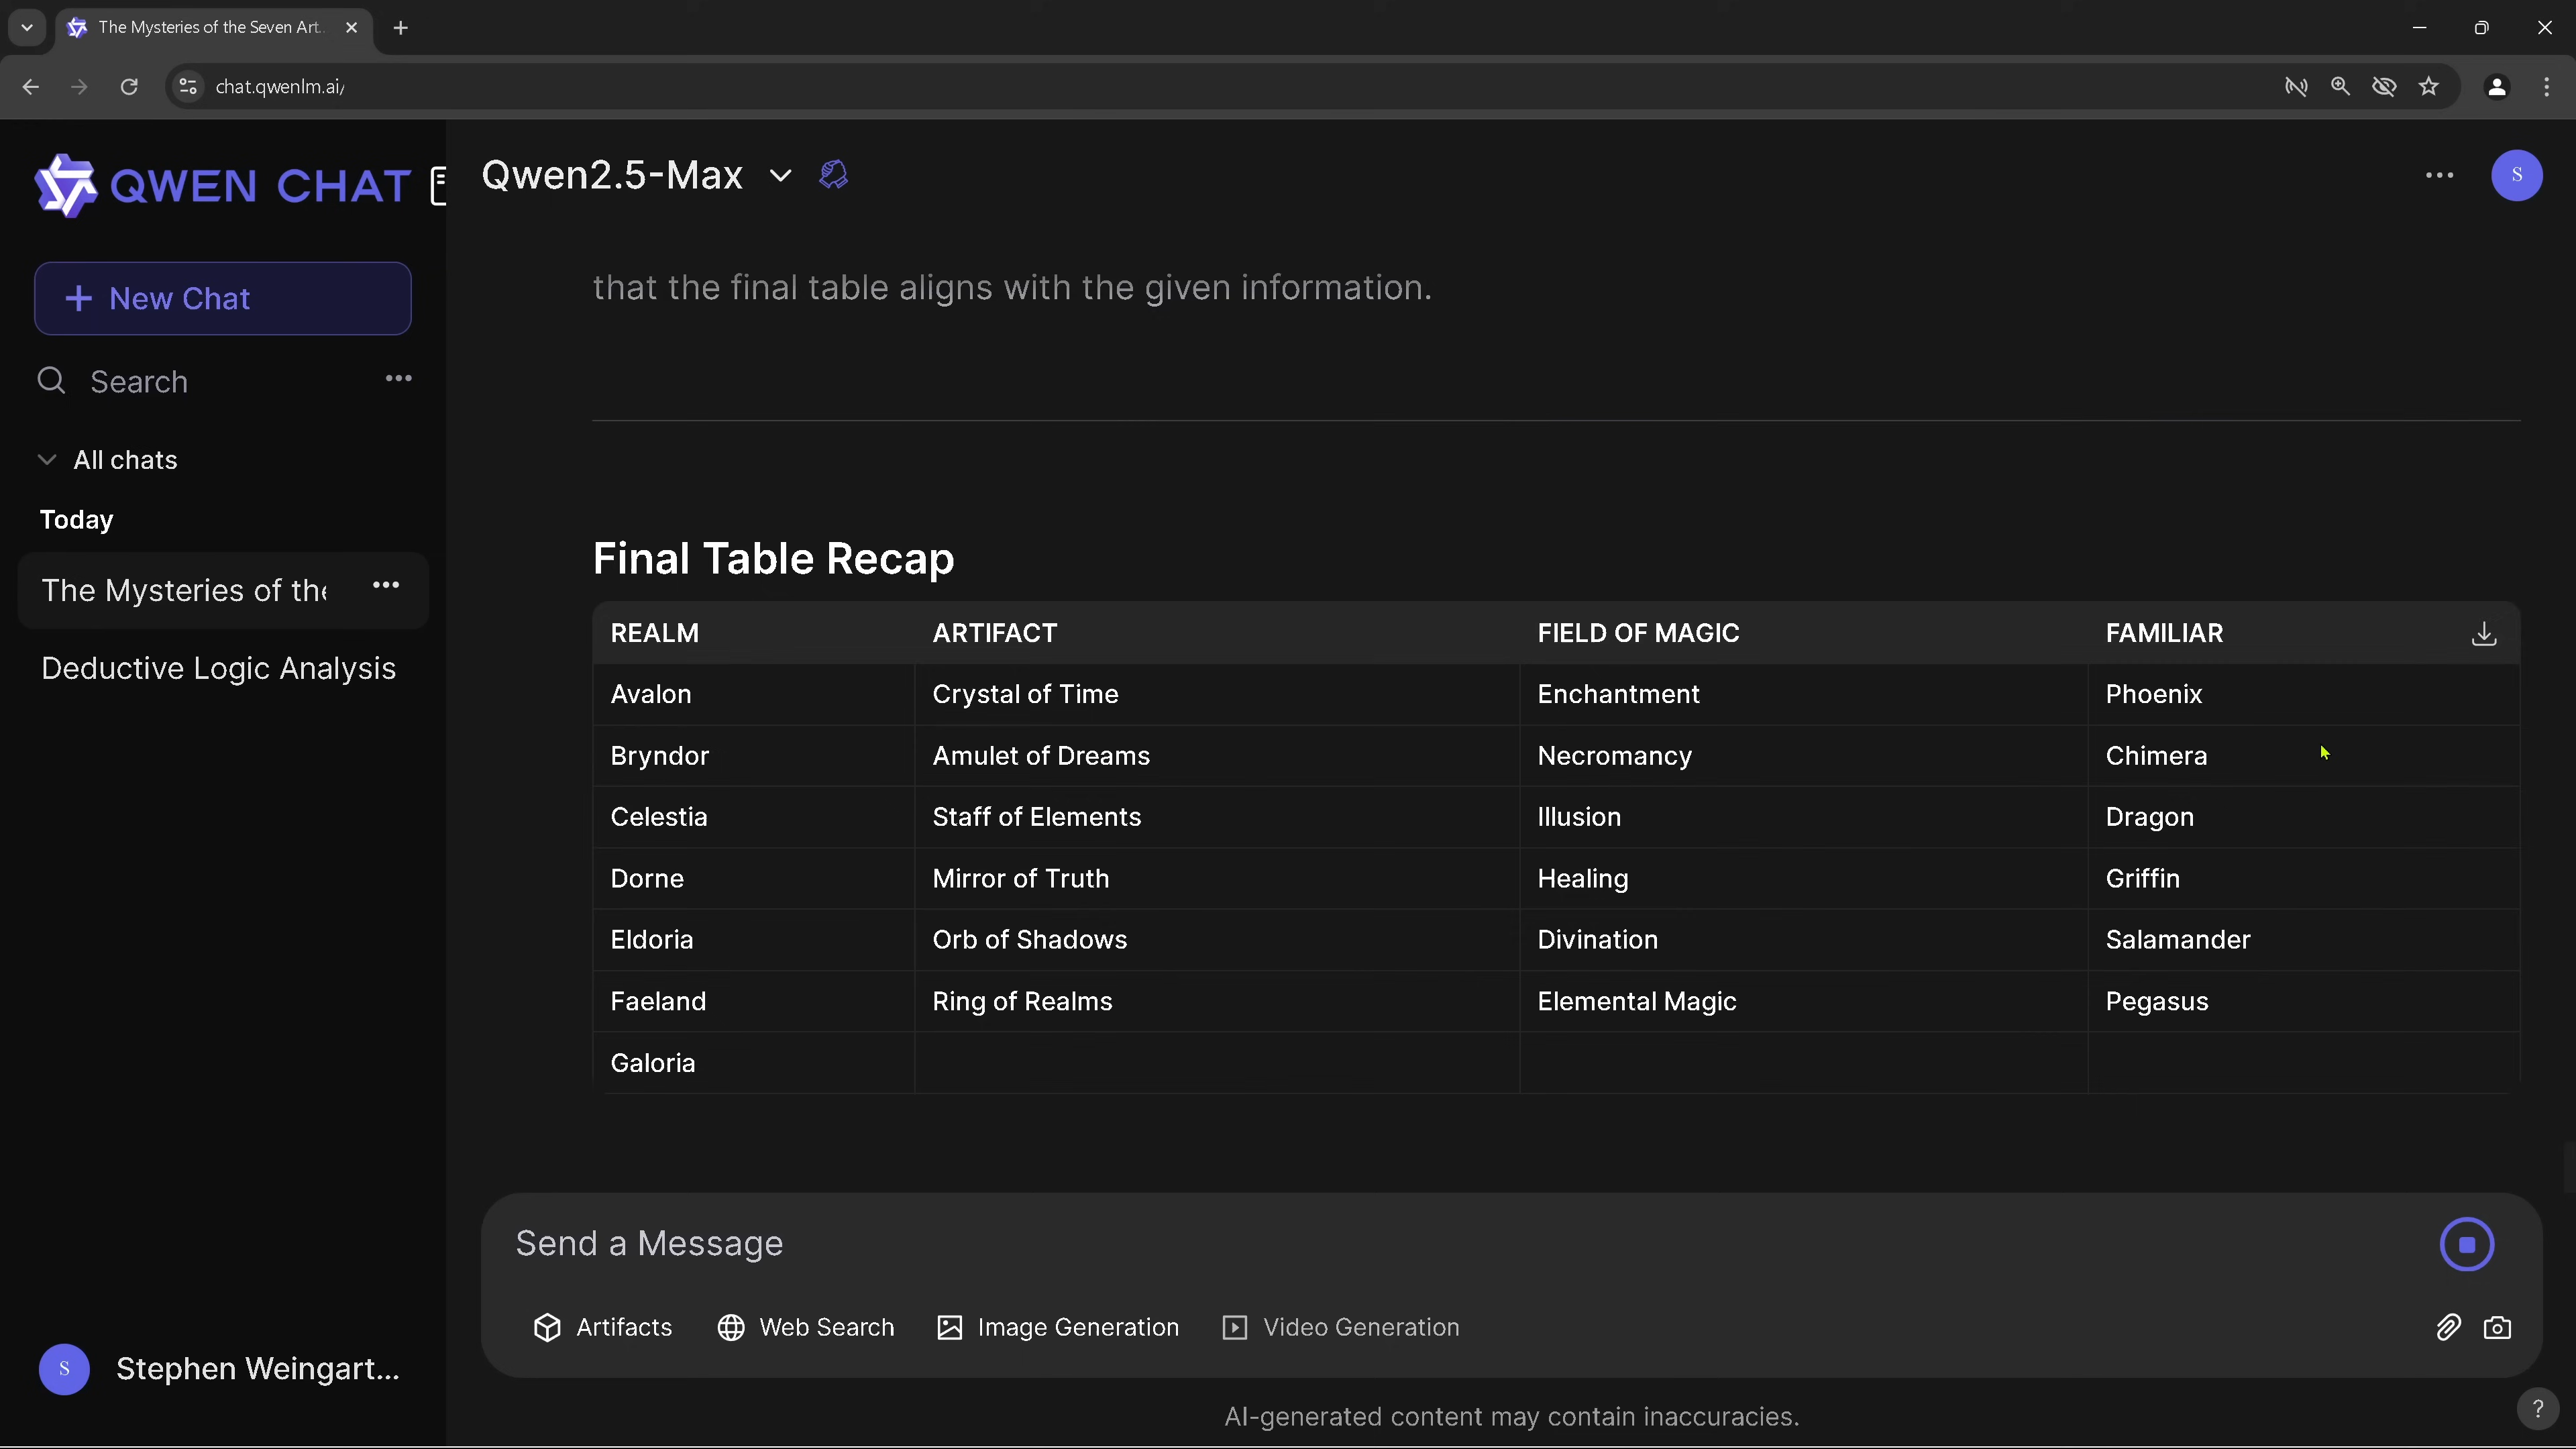 The Mysteries of the Seven Art
chat.qwenlm.ai/
QWEN CHAT
Qwen2.5-Max
S
New Chat
Search
All chats
Today
The Mysteries of the
Deductive Logic Analysis
S Stephen Weingart...
that the final table aligns with the given information.
Final Table Recap
REALM ARTIFACT FIELD OF MAGIC FAMILIAR
Avalon Crystal of Time Enchantment Phoenix
Bryndor Amulet of Dreams Necromancy Chimera
Celestia Staff of Elements Illusion Dragon
Dorne Mirror of Truth Healing Griffin
Eldoria Orb of Shadows Divination Salamander
Faeland Ring of Realms Elemental Magic Pegasus
Galoria
Send a Message
Artifacts Web Search Image Generation Video Generation
AI-generated content may contain inaccuracies.
?